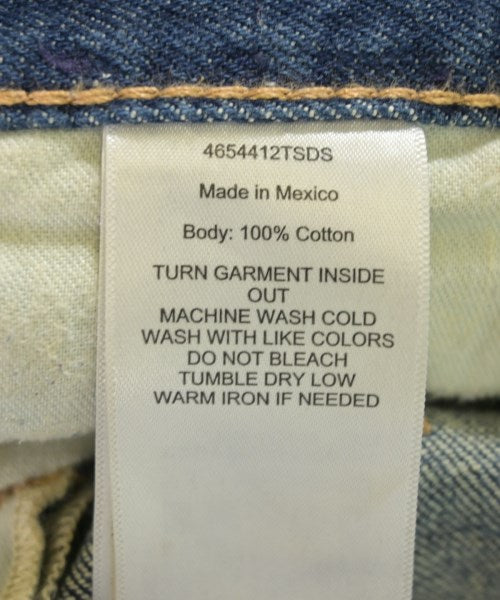 4654412TSDS
Made in Mexico
Body: 100% Cotton
TURN GARMENT INSIDE
OUT
MACHINE WASH COLD
WASH WITH LIKE COLORS
DO NOT BLEACH
TUMBLE DRY LOW
WARM IRON IF NEEDED